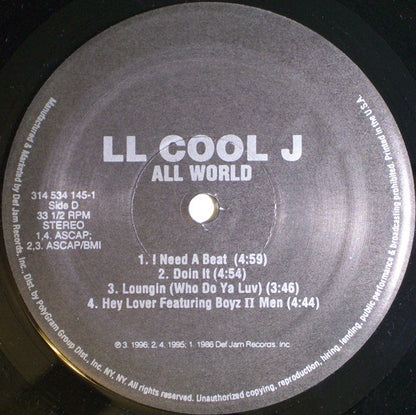 LL COOL J
ALL WORLD
314 534 145-1
Side D
33 1/2 RPM
STEREO
1,4. ASCAP;
2,3. ASCAP/BMI
1. I Need A Beat (4:59)
2. Doin It (4:54)
3. Loungin (Who Do Ya Luv) (3:46)
4. Hey Lover Featuring Boyz II Men (4:44)
℗ 3. 1996; 2. 4. 1995; 1. 1986 Def Jam Records, Inc.
Manufactured & Marketed by Def Jam Records, Inc., Dist. by PolyGram Group Dist., Inc. NY, NY. All rights reserved. Unauthorized copying, reproduction, hiring, lending, public performance & broadcasting prohibited. Printed in the U.S.A.